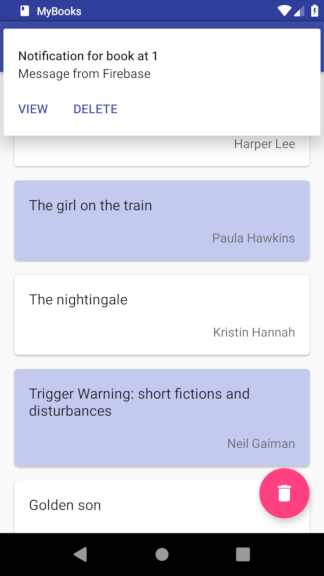 MyBooks
Notification for book at 1
Message from Firebase
VIEW DELETE
Harper Lee
The girl on the train
Paula Hawkins
The nightingale
Kristin Hannah
Trigger Warning: short fictions and
disturbances
Neil Gaiman
Golden son